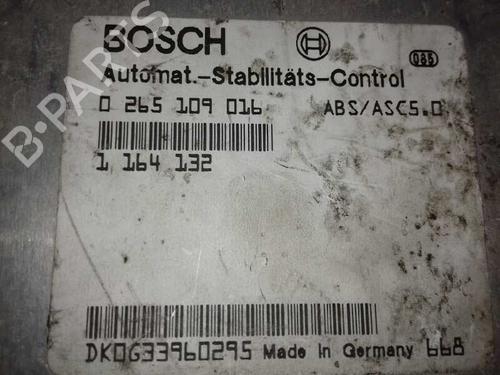 BOSCH
085
Automat.-Stabilitäts-Control
0 265 109 016 ABS/ASC5.0
1 164 132
DK0G33960295 Made in Germany 668
B-Parts